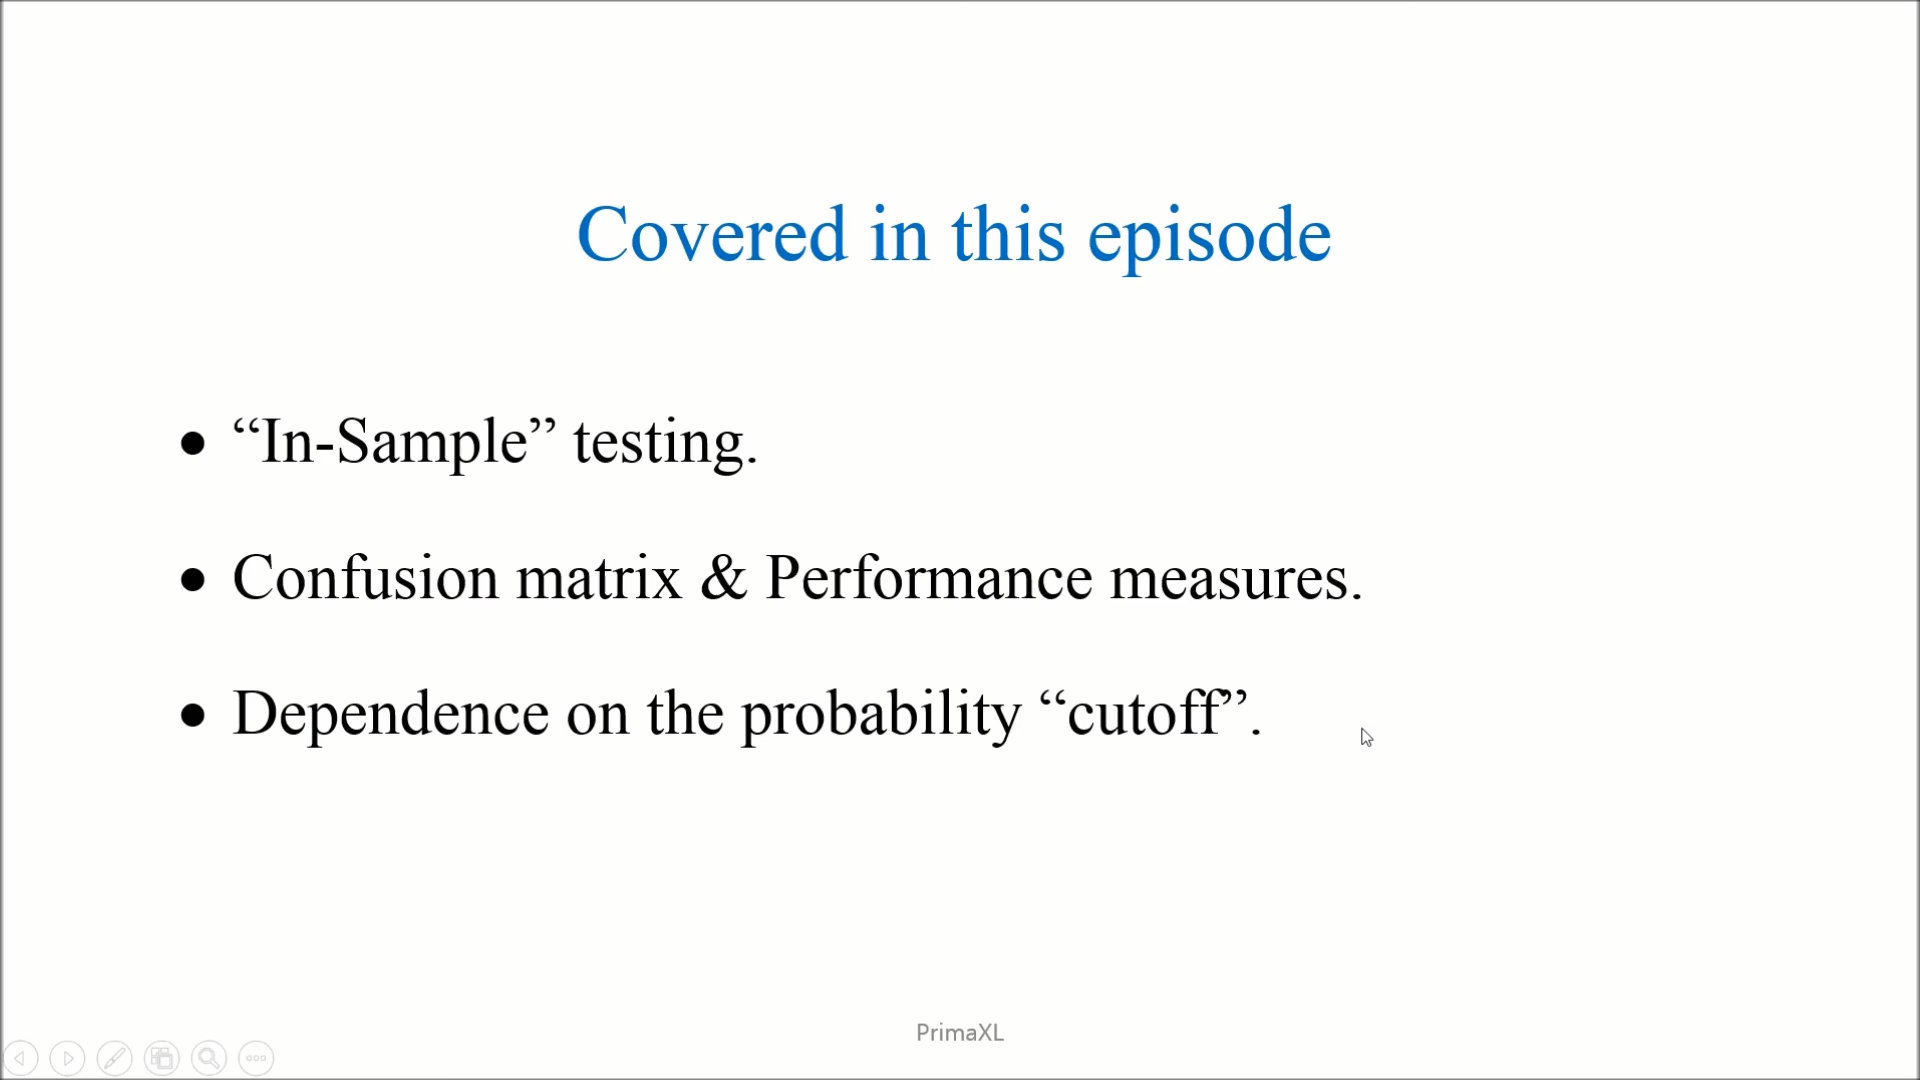 Covered in this episode
• “In-Sample” testing.
• Confusion matrix & Performance measures.
• Dependence on the probability “cutoff”.
PrimaXL